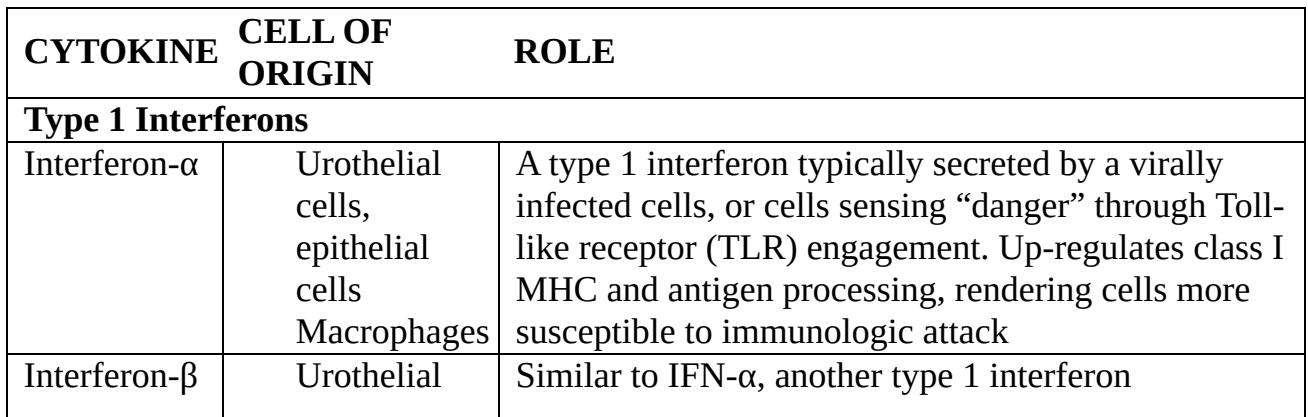 CYTOKINE CELL OF ORIGIN ROLE
Type 1 Interferons
Interferon-α Urothelial A type 1 interferon typically secreted by a virally
cells, infected cells, or cells sensing “danger” through Toll-
epithelial like receptor (TLR) engagement. Up-regulates class I
cells MHC and antigen processing, rendering cells more
Macrophages susceptible to immunologic attack
Interferon-β Urothelial Similar to IFN-α, another type 1 interferon